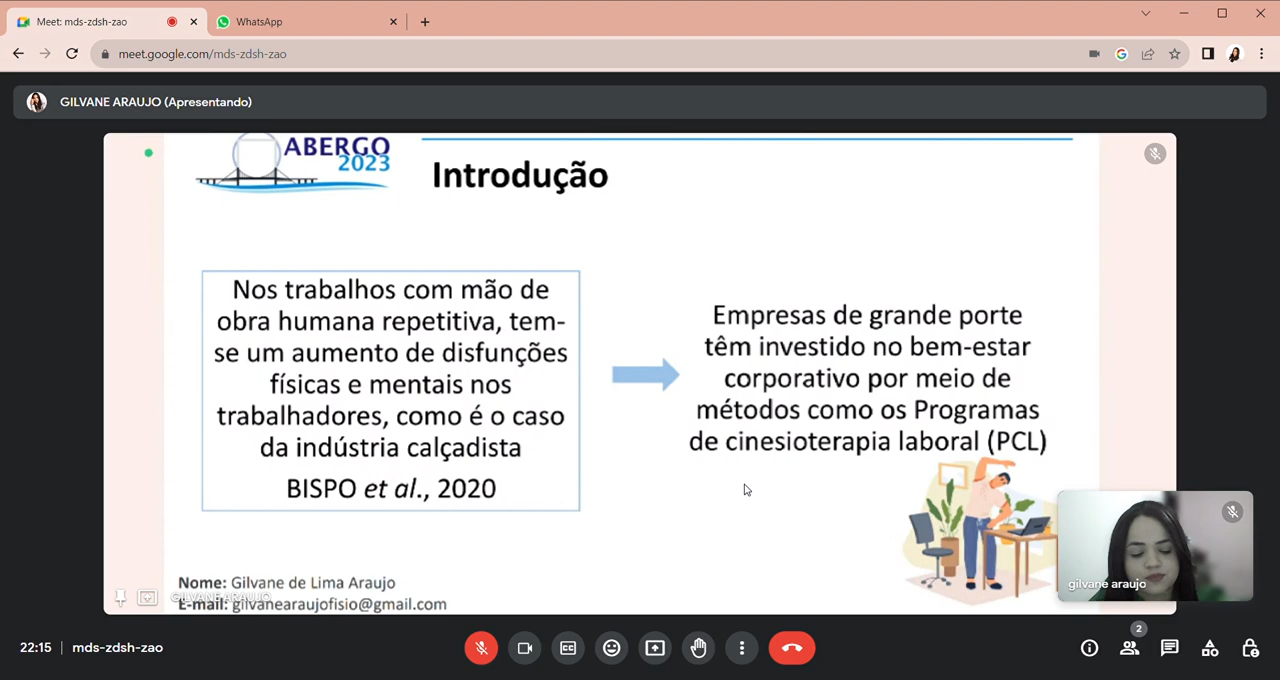 Meet: mds-zdsh-zao
WhatsApp
meet.google.com/mds-zdsh-zao
GILVANE ARAUJO (Apresentando)
ABERGO
2023
Introdução
Nos trabalhos com mão de
obra humana repetitiva, tem-
se um aumento de disfunções
físicas e mentais nos
trabalhadores, como é o caso
da indústria calçadista
BISPO et al., 2020
Empresas de grande porte
têm investido no bem-estar
corporativo por meio de
métodos como os Programas
de cinesioterapia laboral (PCL)
Nome: Gilvane de Lima Araujo
GILVANE ARAUJO
E-mail: gilvanearaujofisio@gmail.com
gilvane araujo
22:15 | mds-zdsh-zao
2